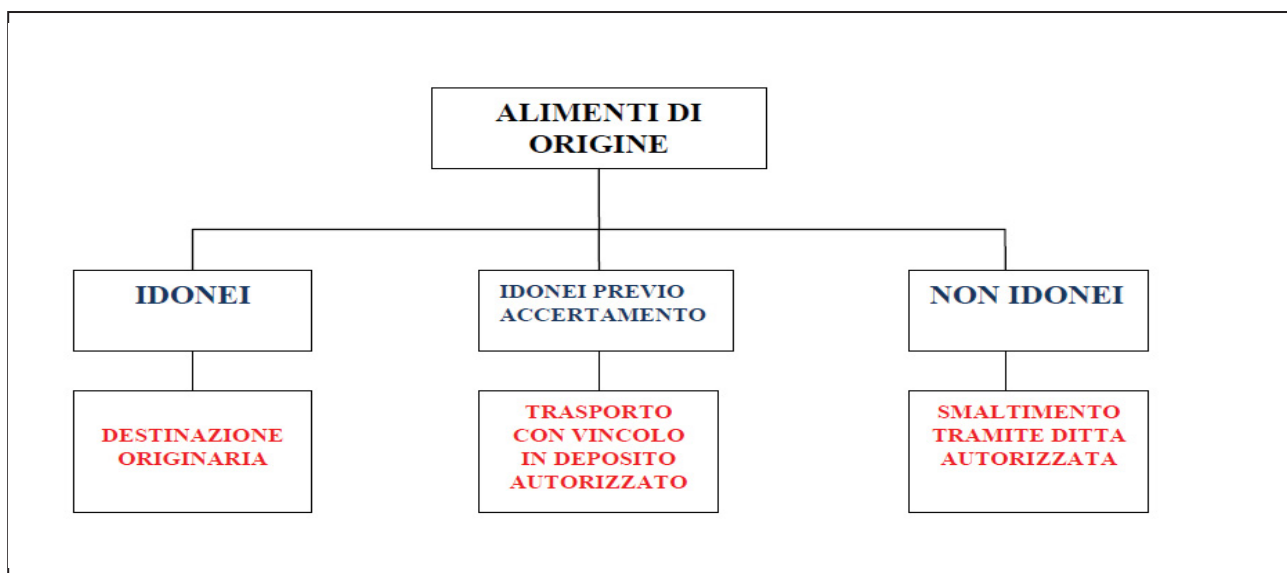 ALIMENTI DI
ORIGINE
IDONEI
IDONEI PREVIO
ACCERTAMENTO
NON IDONEI
DESTINAZIONE
ORIGINARIA
TRASPORTO
CON VINCOLO
IN DEPOSITO
AUTORIZZATO
SMALTIMENTO
TRAMITE DITTA
AUTORIZZATA